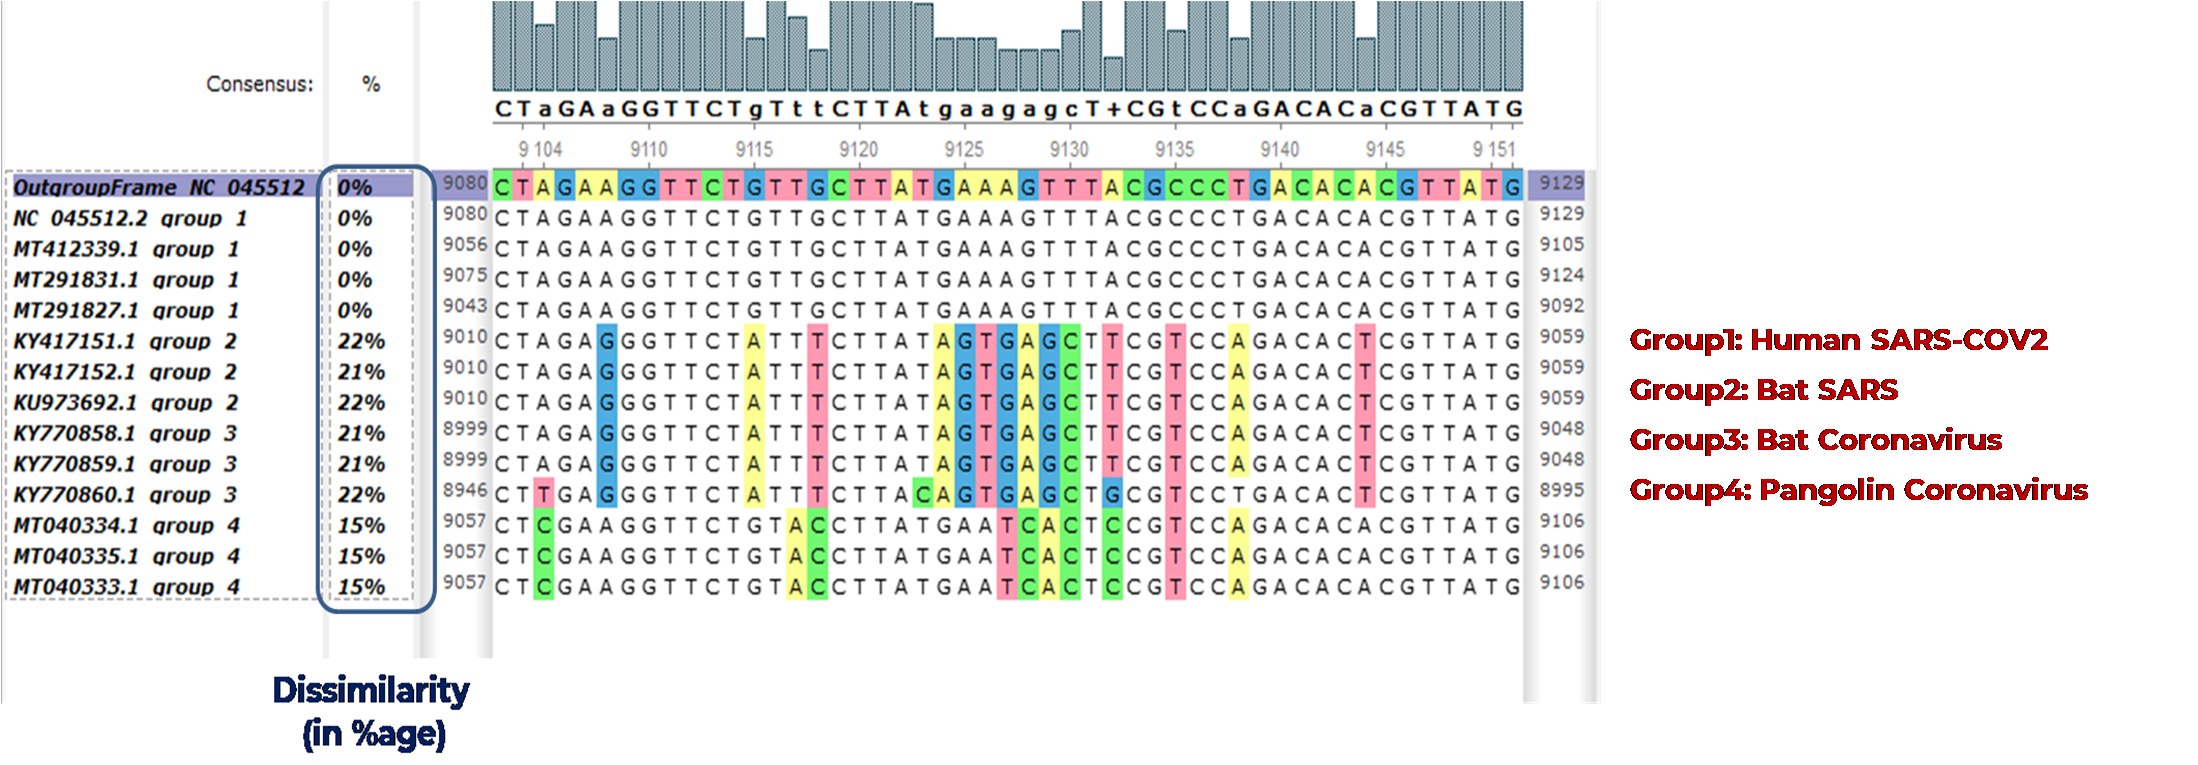 Consensus: %
CTaGAaGGTTCTgTttCTTAtgaagagcT+CGtCCaGACACaCGTTATG
9 104 9110 9115 9120 9125 9130 9135 9140 9145 9 151
OutgroupFrame NC 045512 0% 9080 CTAGAAGGTTCTGTTGCTTATGAAAGTTTACGCCCTGACACACGTTATG 9129
NC 045512.2 group 1 0% 9080 CTAGAAGGTTCTGTTGCTTATGAAAGTTTACGCCCTGACACACGTTATG 9129
MT412339.1 group 1 0% 9056 CTAGAAGGTTCTGTTGCTTATGAAAGTTTACGCCCTGACACACGTTATG 9105
MT291831.1 group 1 0% 9075 CTAGAAGGTTCTGTTGCTTATGAAAGTTTACGCCCTGACACACGTTATG 9124
MT291827.1 group 1 0% 9043 CTAGAAGGTTCTGTTGCTTATGAAAGTTTACGCCCTGACACACGTTATG 9092
KY417151.1 group 2 22% 9010 CTAGAGGGTTCTATTTCTTATAGTGAGCTTCGTCCAGACACTCGTTATG 9059
KY417152.1 group 2 21% 9010 CTAGAGGGTTCTATTTCTTATAGTGAGCTTCGTCCAGACACTCGTTATG 9059
KU973692.1 group 2 22% 9010 CTAGAGGGTTCTATTTCTTATAGTGAGCTTCGTCCAGACACTCGTTATG 9059
KY770858.1 group 3 21% 8999 CTAGAGGGTTCTATTTCTTATAGTGAGCTTCGTCCAGACACTCGTTATG 9048
KY770859.1 group 3 21% 8999 CTAGAGGGTTCTATTTCTTATAGTGAGCTTCGTCCAGACACTCGTTATG 9048
KY770860.1 group 3 22% 8946 CTTGAGGGTTCTATTTCTTACAGTGAGCTGCGTCCTGACACTCGTTATG 8995
MT040334.1 group 4 15% 9057 CTCGAAGGTTCTGTACCTTATGAATCACTCCGTCCAGACACACGTTATG 9106
MT040335.1 group 4 15% 9057 CTCGAAGGTTCTGTACCTTATGAATCACTCCGTCCAGACACACGTTATG 9106
MT040333.1 group 4 15% 9057 CTCGAAGGTTCTGTACCTTATGAATCACTCCGTCCAGACACACGTTATG 9106
Group1: Human SARS-COV2
Group2: Bat SARS
Group3: Bat Coronavirus
Group4: Pangolin Coronavirus
Dissimilarity
(in %age)